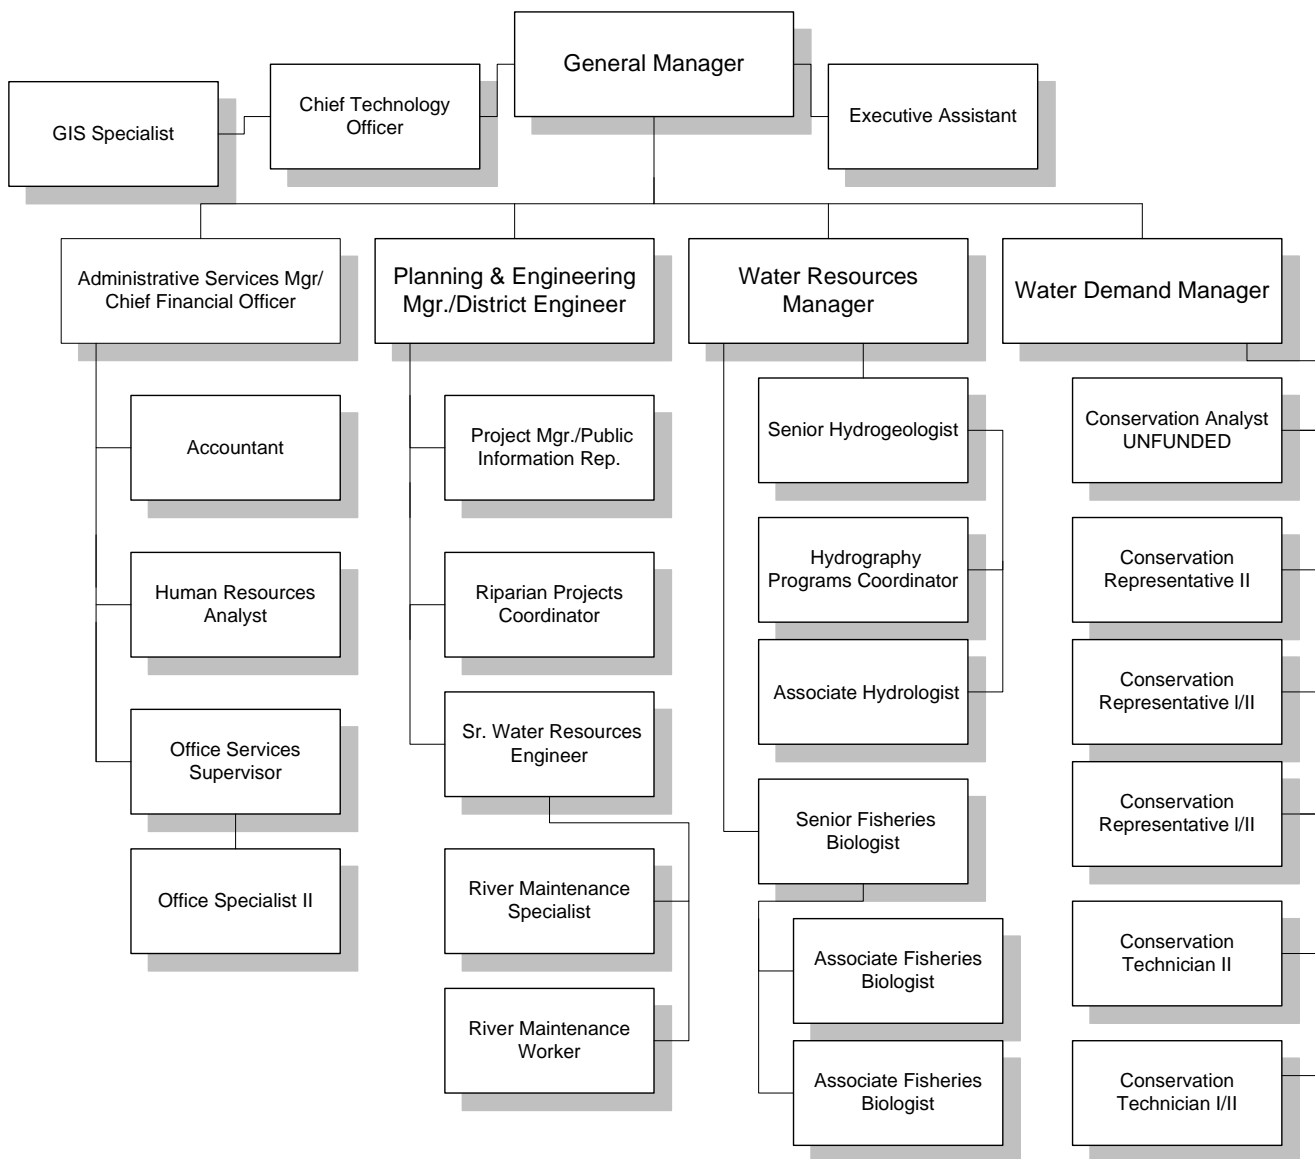 General Manager
Chief Technology
Officer
GIS Specialist
Executive Assistant
Administrative Services Mgr/
Chief Financial Officer
Planning & Engineering
Mgr./District Engineer
Water Resources
Manager
Water Demand Manager
Accountant
Human Resources
Analyst
Office Services
Supervisor
Office Specialist II
Project Mgr./Public
Information Rep.
Riparian Projects
Coordinator
Sr. Water Resources
Engineer
River Maintenance
Specialist
River Maintenance
Worker
Senior Hydrogeologist
Hydrography
Programs Coordinator
Associate Hydrologist
Senior Fisheries
Biologist
Associate Fisheries
Biologist
Associate Fisheries
Biologist
Conservation Analyst
UNFUNDED
Conservation
Representative II
Conservation
Representative I/II
Conservation
Representative I/II
Conservation
Technician II
Conservation
Technician I/II